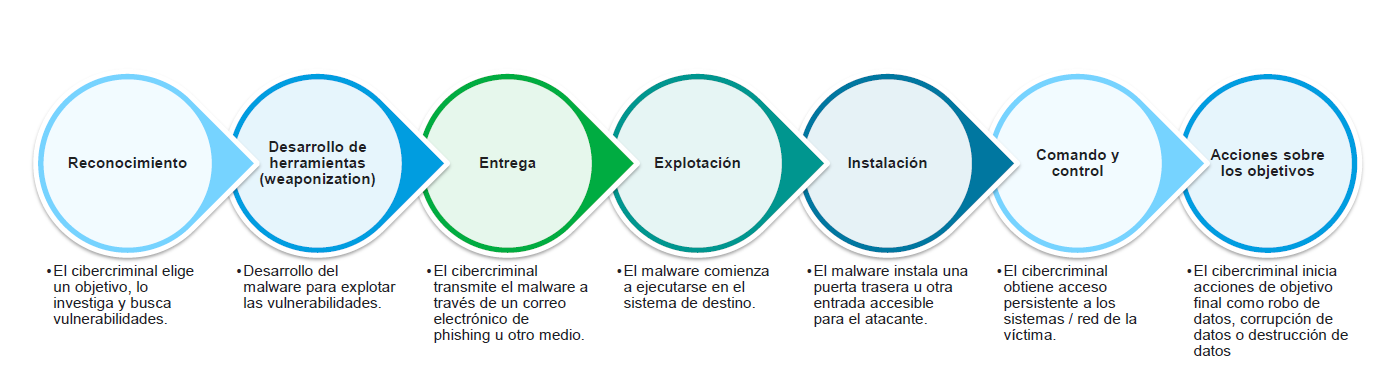 Reconocimiento
Desarrollo de
herramientas
(weaponization)
Entrega
Explotación
Instalación
Comando y
control
Acciones sobre
los objetivos
•El cibercriminal elige
un objetivo, lo
investiga y busca
vulnerabilidades.
•Desarrollo del
malware para explotar
las vulnerabilidades.
•El cibercriminal
transmite el malware a
través de un correo
electrónico de
phishing u otro medio.
•El malware comienza
a ejecutarse en el
sistema de destino.
•El malware instala una
puerta trasera u otra
entrada accesible
para el atacante.
•El cibercriminal
obtiene acceso
persistente a los
sistemas / red de la
víctima.
•El cibercriminal inicia
acciones de objetivo
final como robo de
datos, corrupción de
datos o destrucción de
datos